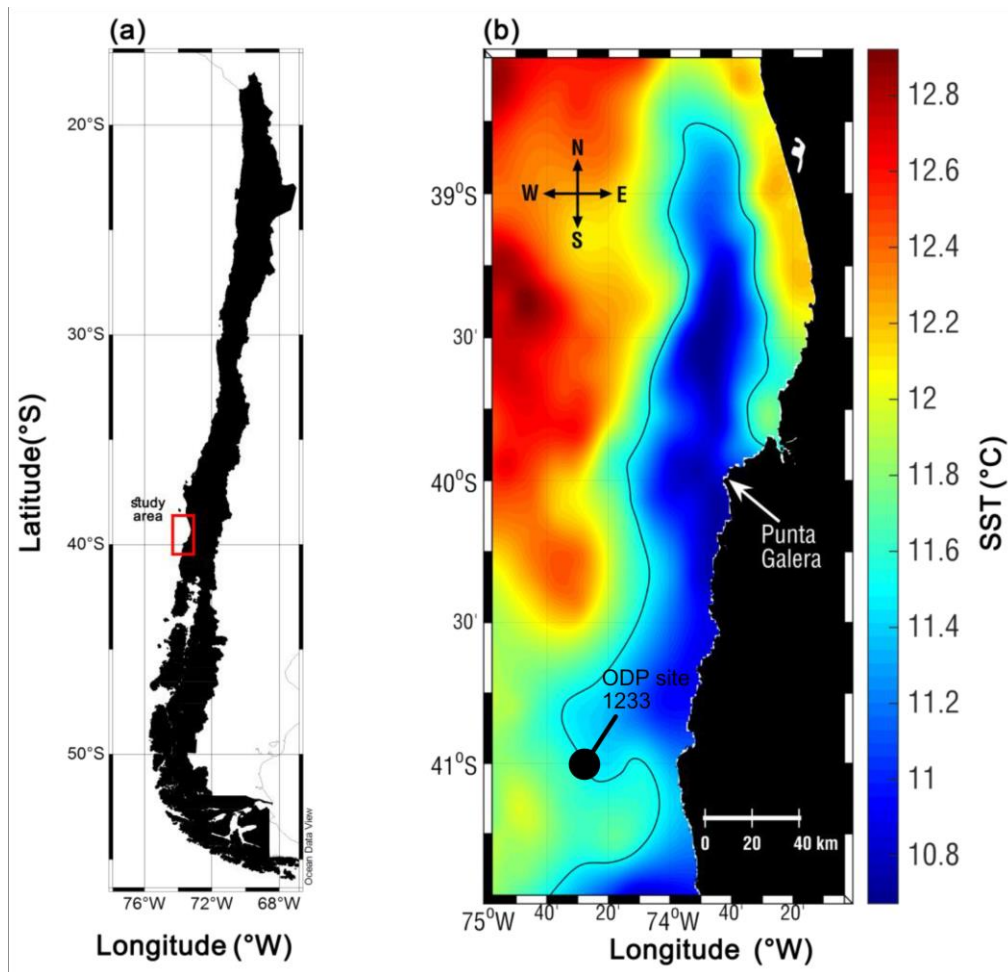 (a)
20°S
30°S
40°S
50°S
Latitude(°S)
study
area
76°W 72°W 68°W
Longitude (°W)
Ocean Data View
(b)
N
W E
S
39°S
30'
40°S
30'
41°S
Punta
Galera
ODP site
1233
0 20 40 km
75°W 40' 20' 74°W 40' 20'
Longitude (°W)
12.8
12.6
12.4
12.2
12
11.8
11.6
11.4
11.2
11
10.8
SST (°C)